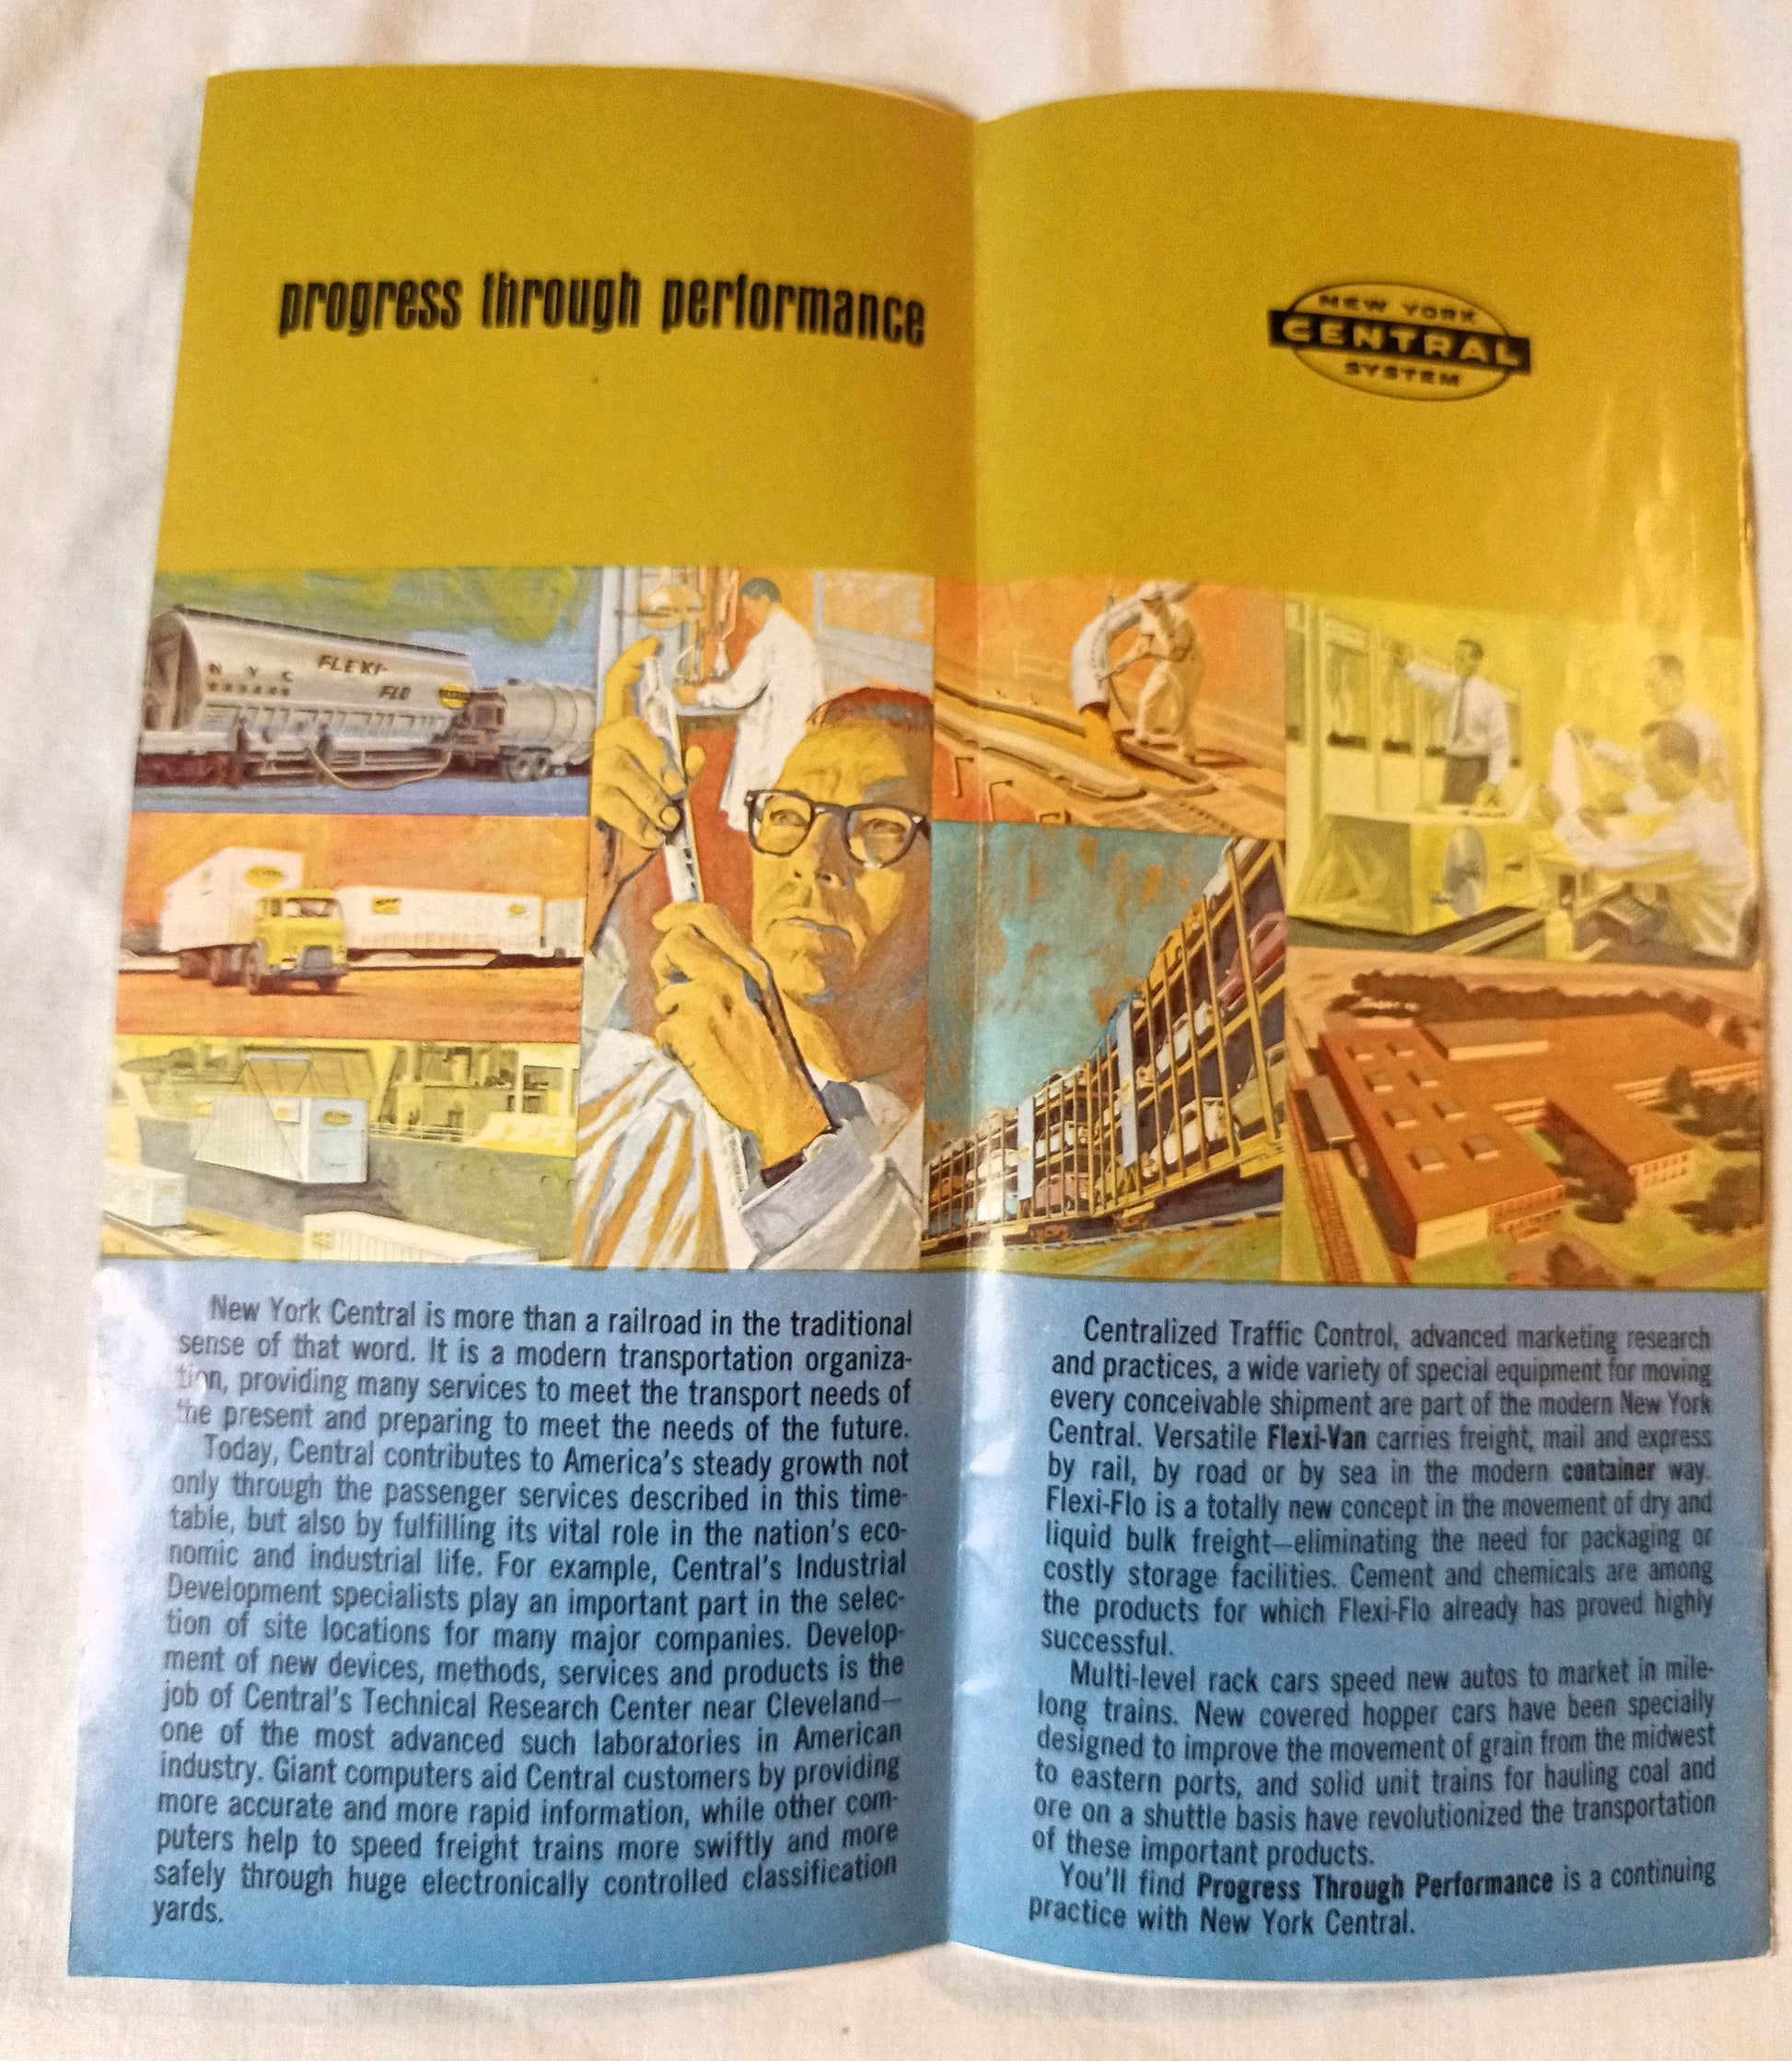 progress through performance
NEW YORK
CENTRAL
SYSTEM
N Y C
FLEXI-
FLO
New York Central is more than a railroad in the traditional
sense of that word. It is a modern transportation organiza-
tion, providing many services to meet the transport needs of
the present and preparing to meet the needs of the future.
Today, Central contributes to America's steady growth not
only through the passenger services described in this time-
table, but also by fulfilling its vital role in the nation's eco-
nomic and industrial life. For example, Central's Industrial
Development specialists play an important part in the selec-
tion of site locations for many major companies. Develop-
ment of new devices, methods, services and products is the
job of Central's Technical Research Center near Cleveland—
one of the most advanced such laboratories in American
industry. Giant computers aid Central customers by providing
more accurate and more rapid information, while other com-
puters help to speed freight trains more swiftly and more
safely through huge electronically controlled classification
yards.
Centralized Traffic Control, advanced marketing research
and practices, a wide variety of special equipment for moving
every conceivable shipment are part of the modern New York
Central. Versatile Flexi-Van carries freight, mail and express
by rail, by road or by sea in the modern container way.
Flexi-Flo is a totally new concept in the movement of dry and
liquid bulk freight—eliminating the need for packaging or
costly storage facilities. Cement and chemicals are among
the products for which Flexi-Flo already has proved highly
successful.
Multi-level rack cars speed new autos to market in mile-
long trains. New covered hopper cars have been specially
designed to improve the movement of grain from the midwest
to eastern ports, and solid unit trains for hauling coal and
ore on a shuttle basis have revolutionized the transportation
of these important products.
You'll find Progress Through Performance is a continuing
practice with New York Central.